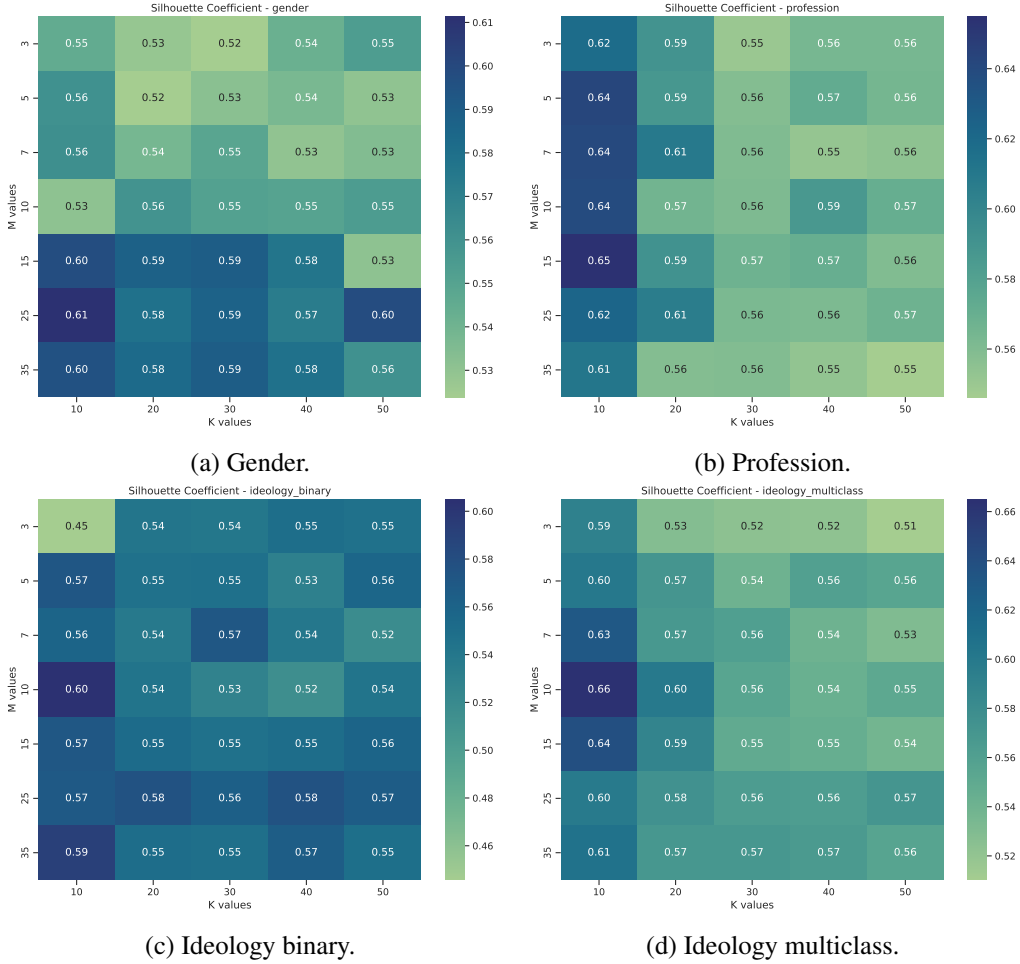 Silhouette Coefficient - gender
3 0.55 0.53 0.52 0.54 0.55
5 0.56 0.52 0.53 0.54 0.53
7 0.56 0.54 0.55 0.53 0.53
10 0.53 0.56 0.55 0.55 0.55
15 0.60 0.59 0.59 0.58 0.53
25 0.61 0.58 0.59 0.57 0.60
35 0.60 0.58 0.59 0.58 0.56
10 20 30 40 50
K values
M values
0.61
0.60
0.59
0.58
0.57
0.56
0.55
0.54
0.53
(a) Gender.
Silhouette Coefficient - profession
3 0.62 0.59 0.55 0.56 0.56
5 0.64 0.59 0.56 0.57 0.56
7 0.64 0.61 0.56 0.55 0.56
10 0.64 0.57 0.56 0.59 0.57
15 0.65 0.59 0.57 0.57 0.56
25 0.62 0.61 0.56 0.56 0.57
35 0.61 0.56 0.56 0.55 0.55
10 20 30 40 50
K values
M values
0.64
0.62
0.60
0.58
0.56
(b) Profession.
Silhouette Coefficient - ideology_binary
3 0.45 0.54 0.54 0.55 0.55
5 0.57 0.55 0.55 0.53 0.56
7 0.56 0.54 0.57 0.54 0.52
10 0.60 0.54 0.53 0.52 0.54
15 0.57 0.55 0.55 0.55 0.56
25 0.57 0.58 0.56 0.58 0.57
35 0.59 0.55 0.55 0.57 0.55
10 20 30 40 50
K values
M values
0.60
0.58
0.56
0.54
0.52
0.50
0.48
0.46
(c) Ideology binary.
Silhouette Coefficient - ideology_multiclass
3 0.59 0.53 0.52 0.52 0.51
5 0.60 0.57 0.54 0.56 0.56
7 0.63 0.57 0.56 0.54 0.53
10 0.66 0.60 0.56 0.54 0.55
15 0.64 0.59 0.55 0.55 0.54
25 0.60 0.58 0.56 0.56 0.57
35 0.61 0.57 0.57 0.57 0.56
10 20 30 40 50
K values
M values
0.66
0.64
0.62
0.60
0.58
0.56
0.54
0.52
(d) Ideology multiclass.